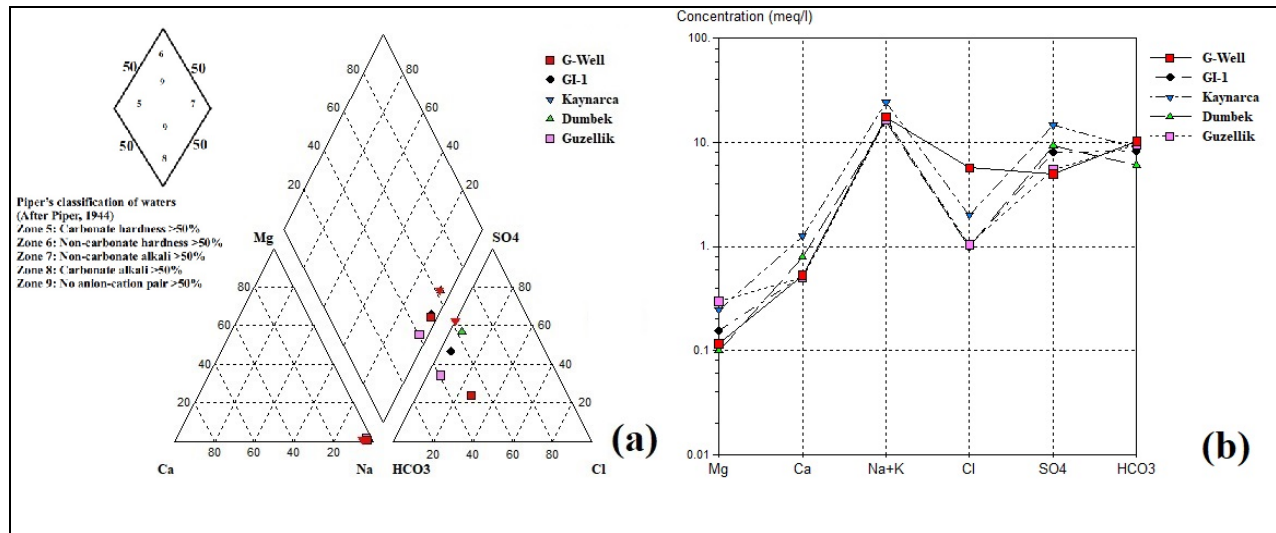 6
50 50
9
5 7
9
50 50
8
Piper's classification of waters
(After Piper, 1944)
Zone 5: Carbonate hardness >50%
Zone 6: Non-carbonate hardness >50%
Zone 7: Non-carbonate alkali >50%
Zone 8: Carbonate alkali >50%
Zone 9: No anion-cation pair >50%
G-Well
GI-1
Kaynarca
Dumbek
Guzellik
80 80
60 60
40 40
20 20
Mg SO4
80 80
60 60
40 40
20 20
80 60 40 20 20 40 60 80
Ca Na HCO3 Cl
(a)
Concentration (meq/l)
100.
10.
1.
0.1
0.01
Mg Ca Na+K Cl SO4 HCO3
G-Well
GI-1
Kaynarca
Dumbek
Guzellik
(b)